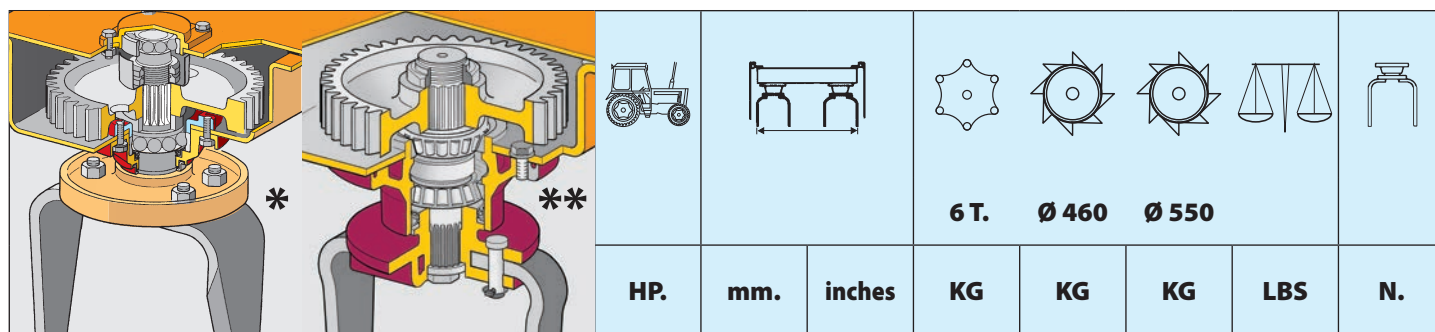 *
**
6 T. Ø 460 Ø 550
HP. mm. inches KG KG KG LBS N.